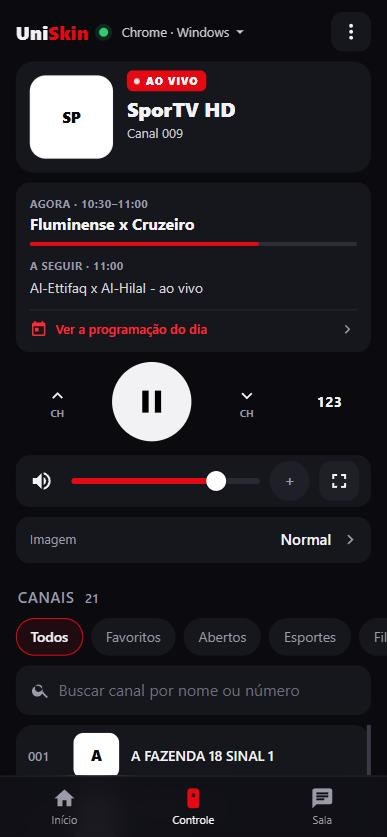 UniSkin Chrome · Windows
AO VIVO
SP
SporTV HD
Canal 009
AGORA · 10:30–11:00
Fluminense x Cruzeiro
A SEGUIR · 11:00
Al-Ettifaq x Al-Hilal - ao vivo
Ver a programação do dia
CH
CH
123
+
Imagem Normal
CANAIS 21
Todos Favoritos Abertos Esportes Fil
Buscar canal por nome ou número
001 A A FAZENDA 18 SINAL 1
Início Controle Sala